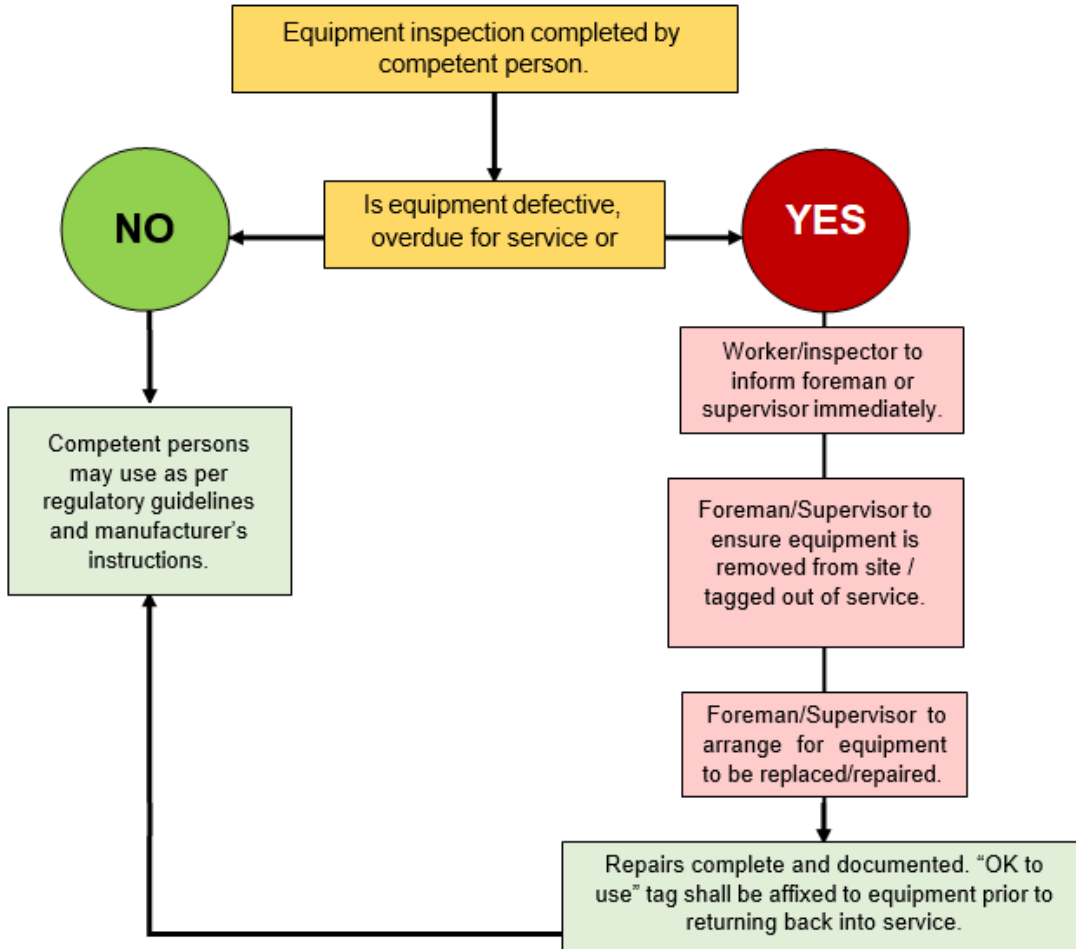 Equipment inspection completed by
competent person.
Is equipment defective,
overdue for service or
NO
YES
Worker/inspector to
inform foreman or
supervisor immediately.
Competent persons
may use as per
regulatory guidelines
and manufacturer’s
instructions.
Foreman/Supervisor to
ensure equipment is
removed from site /
tagged out of service.
Foreman/Supervisor to
arrange for equipment
to be replaced/repaired.
Repairs complete and documented. “OK to
use” tag shall be affixed to equipment prior to
returning back into service.